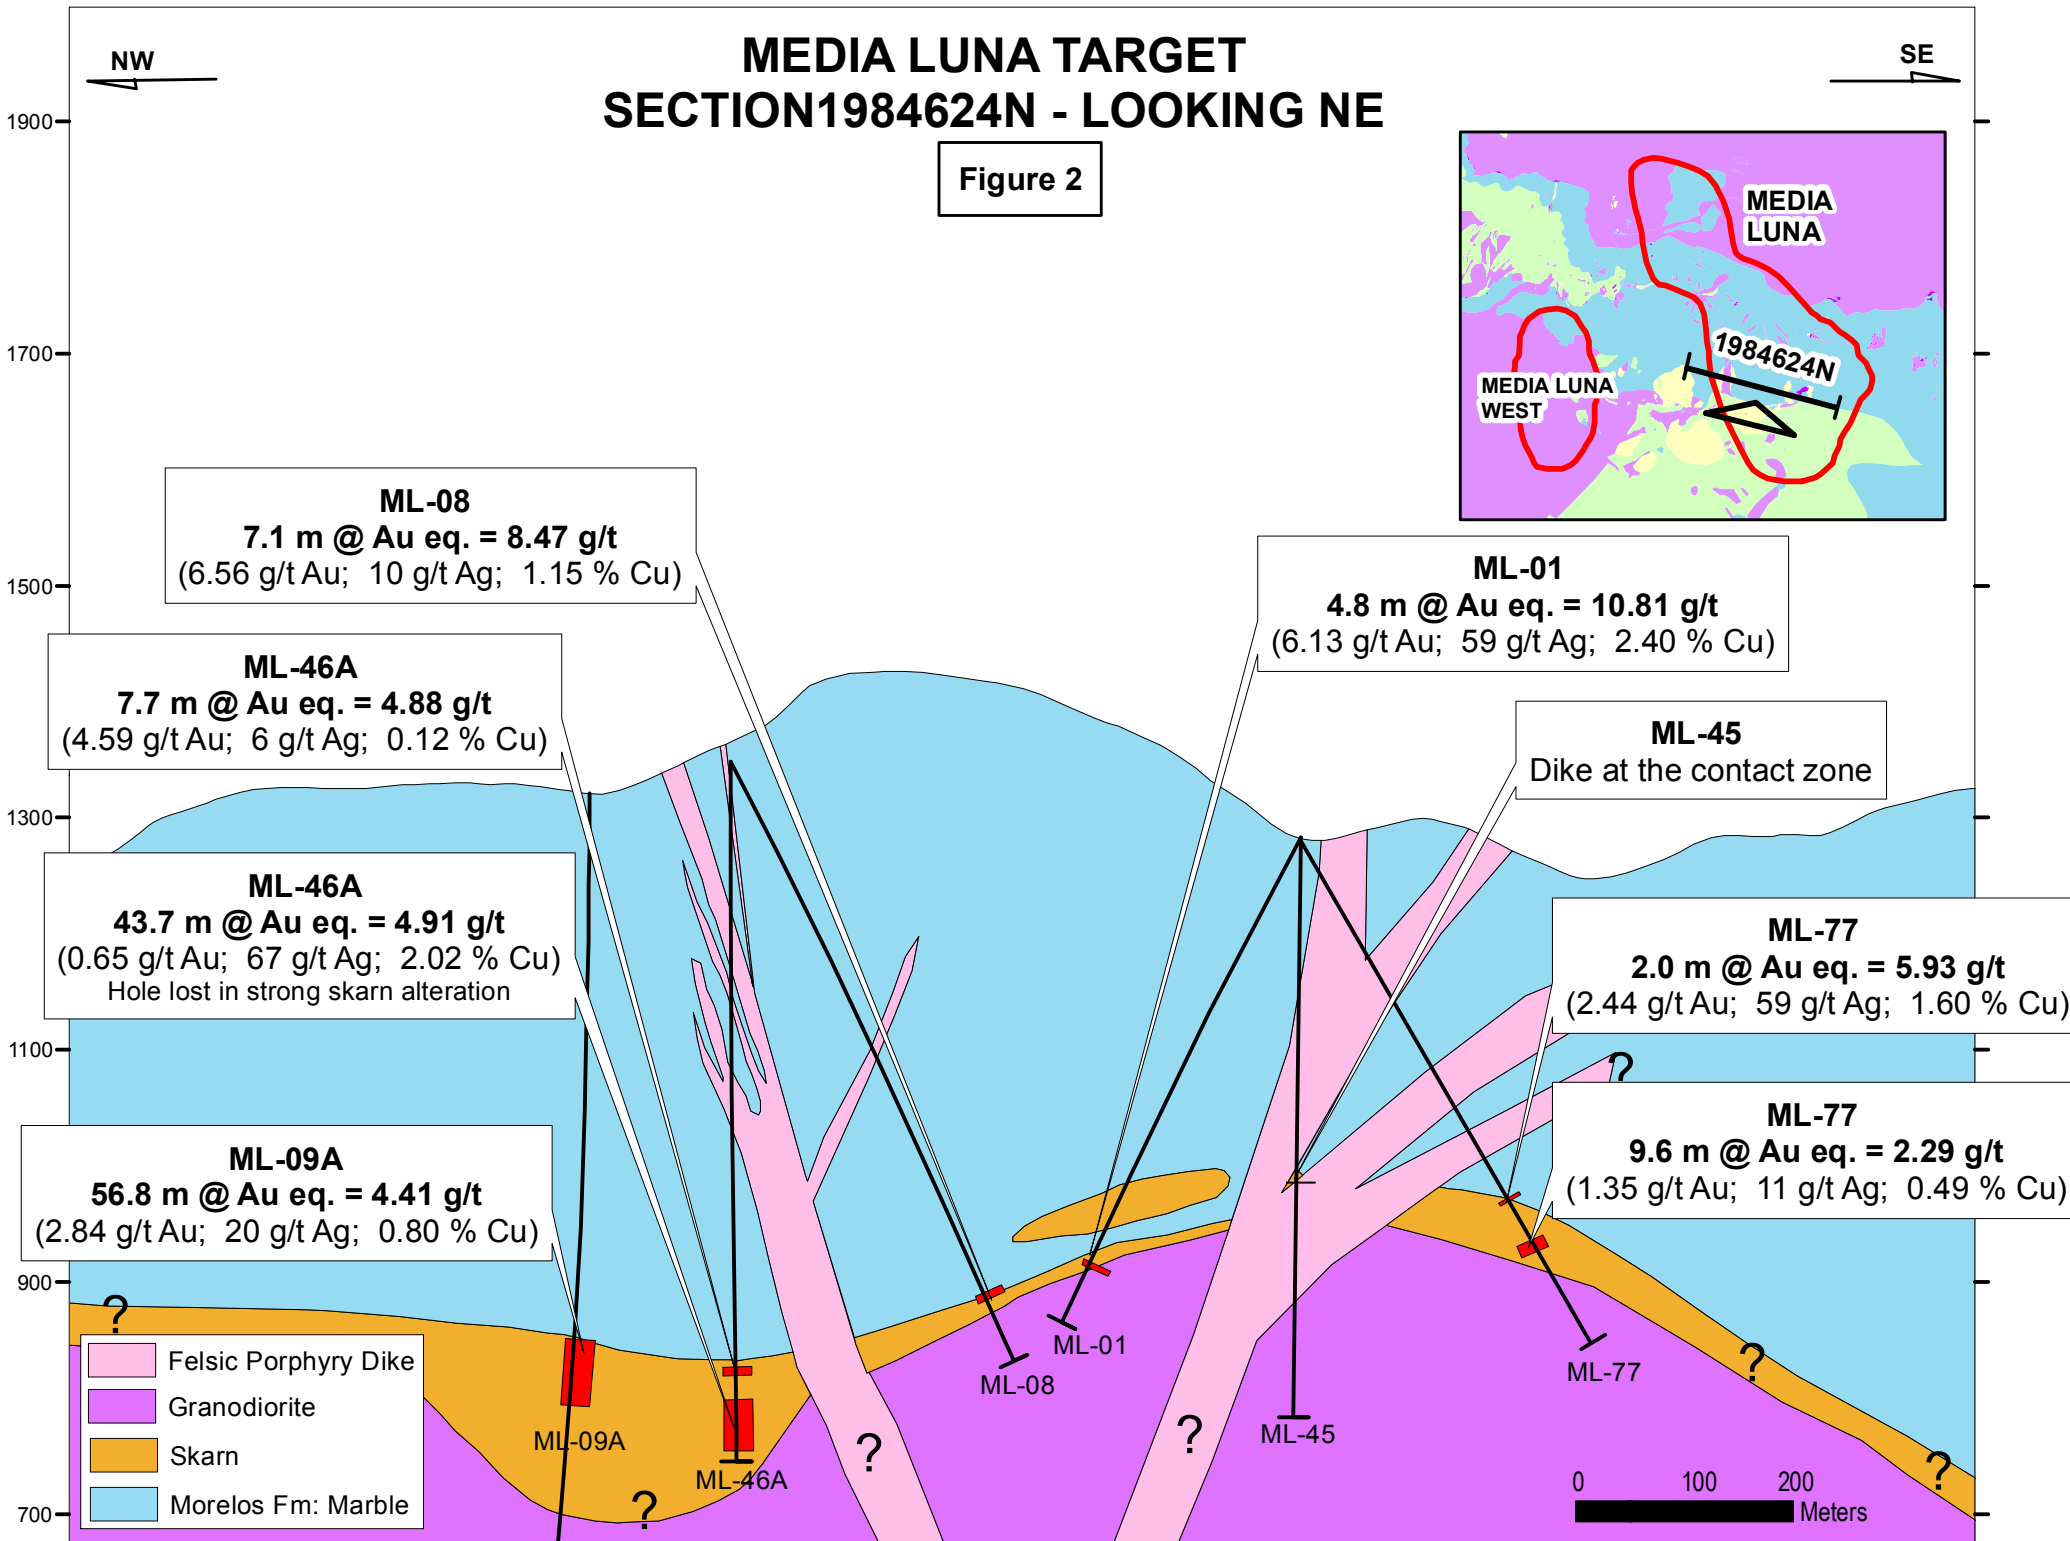 NW
MEDIA LUNA TARGET
SECTION1984624N - LOOKING NE
SE
Figure 2
1900
1700
1500
1300
1100
900
700
MEDIA
LUNA
1984624N
MEDIA LUNA
WEST
ML-08
7.1 m @ Au eq. = 8.47 g/t
(6.56 g/t Au; 10 g/t Ag; 1.15 % Cu)
ML-01
4.8 m @ Au eq. = 10.81 g/t
(6.13 g/t Au; 59 g/t Ag; 2.40 % Cu)
ML-46A
7.7 m @ Au eq. = 4.88 g/t
(4.59 g/t Au; 6 g/t Ag; 0.12 % Cu)
ML-45
Dike at the contact zone
ML-46A
43.7 m @ Au eq. = 4.91 g/t
(0.65 g/t Au; 67 g/t Ag; 2.02 % Cu)
Hole lost in strong skarn alteration
ML-77
2.0 m @ Au eq. = 5.93 g/t
(2.44 g/t Au; 59 g/t Ag; 1.60 % Cu)
?
ML-77
9.6 m @ Au eq. = 2.29 g/t
(1.35 g/t Au; 11 g/t Ag; 0.49 % Cu)
ML-09A
56.8 m @ Au eq. = 4.41 g/t
(2.84 g/t Au; 20 g/t Ag; 0.80 % Cu)
?
ML-01
ML-08
ML-77
?
ML-09A
ML-45
?
?
ML-46A
?
?
Felsic Porphyry Dike
Granodiorite
Skarn
Morelos Fm: Marble
0 100 200
Meters